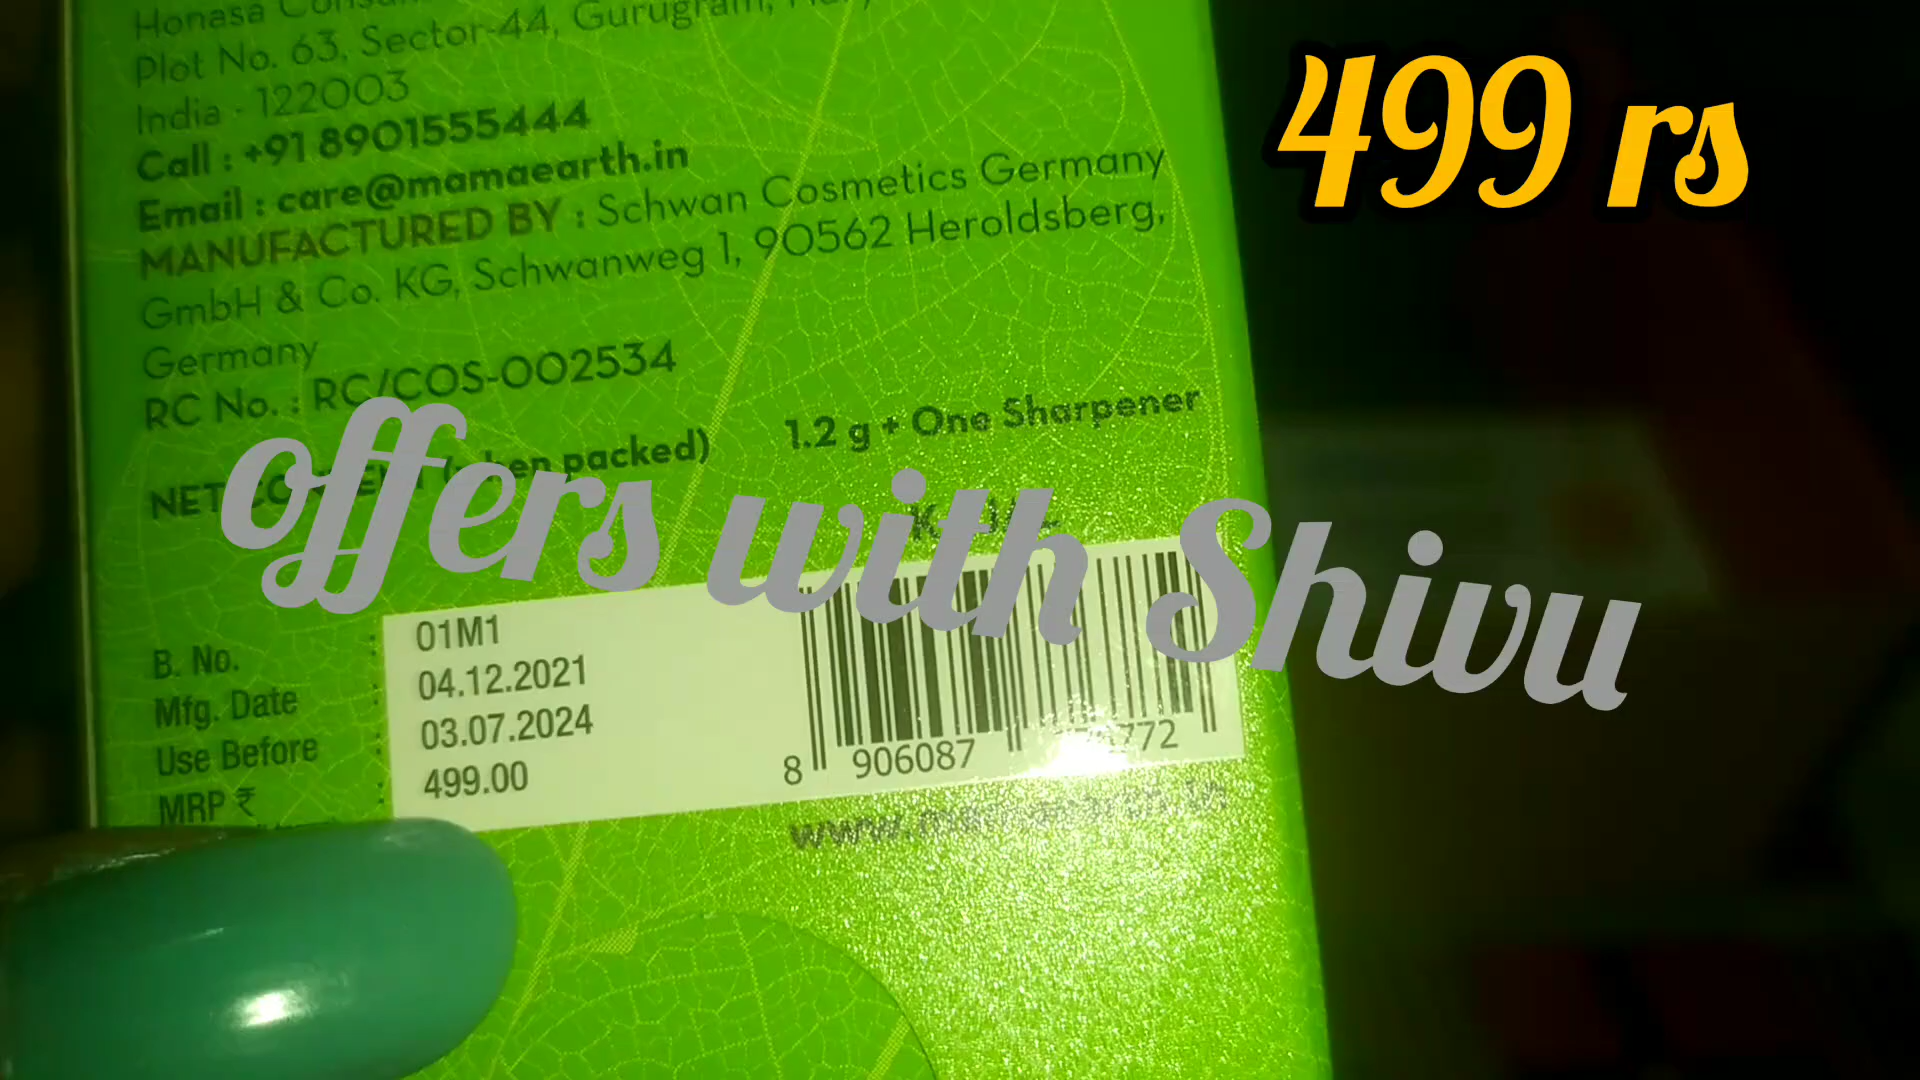 Honasa
Plot No. 63, Sector-44, Gurugram,
India - 122003
Call : +91 8901555444
Email : care@mamaearth.in
MANUFACTURED BY : Schwan Cosmetics Germany
GmbH & Co. KG, Schwanweg 1, 90562 Heroldsberg,
Germany
RC No. : RC/COS-002534
NET packed) 1.2 g + One Sharpener
B. No. : 01M1
Mfg. Date : 04.12.2021
Use Before : 03.07.2024
MRP ₹ : 499.00
8 906087
499 rs
offers with Shivu